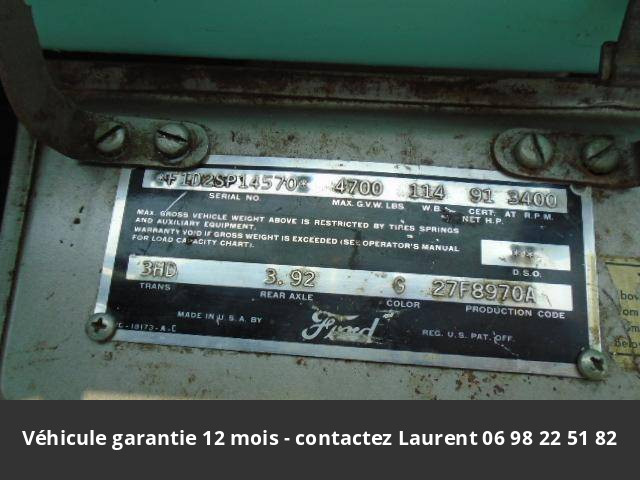 *F1D2SP14570* 4700 114 91 3400
SERIAL NO. MAX. G.V.W. LBS W.B. CERT. NET H.P. AT R.P.M.
MAX. GROSS VEHICLE WEIGHT ABOVE IS RESTRICTED BY TIRES SPRINGS
AND AUXILIARY EQUIPMENT.
WARRANTY VOID IF GROSS WEIGHT IS EXCEEDED (SEE OPERATOR'S MANUAL
FOR LOAD CAPACITY CHART).
D.S.O.
3HD 3.92 G 27F8970A
TRANS REAR AXLE COLOR PRODUCTION CODE
MADE IN U.S.A. BY Ford REG. U.S. PAT. OFF.
C-18173-A-C
Véhicule garantie 12 mois - contactez Laurent 06 98 22 51 82